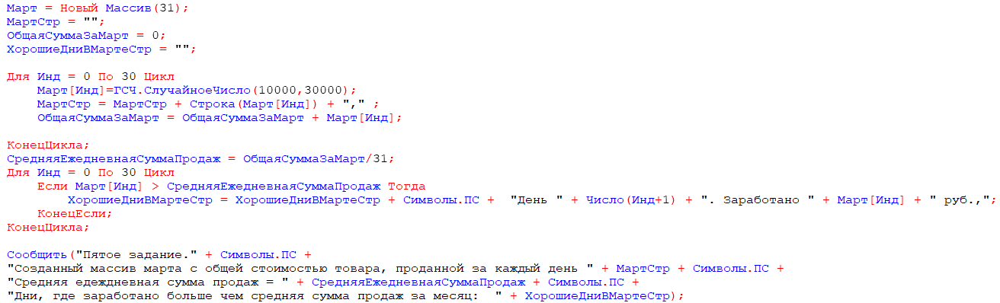 Март = Новый Массив(31);
МартСтр = "";
ОбщаяСуммаЗаМарт = 0;
ХорошиеДниВМартеСтр = "";
Для Инд = 0 По 30 Цикл
Март[Инд]=ГСЧ.СлучайноеЧисло(10000,30000);
МартСтр = МартСтр + Строка(Март[Инд]) + "," ;
ОбщаяСуммаЗаМарт = ОбщаяСуммаЗаМарт + Март[Инд];
КонецЦикла;
СредняяЕжедневнаяСуммаПродаж = ОбщаяСуммаЗаМарт/31;
Для Инд = 0 По 30 Цикл
Если Март[Инд] > СредняяЕжедневнаяСуммаПродаж Тогда
ХорошиеДниВМартеСтр = ХорошиеДниВМартеСтр + Символы.ПС +  "День " + Число(Инд+1) + ". Заработано " + Март[Инд] + " руб.,";
КонецЕсли;
КонецЦикла;
Сообщить("Пятое задание." + Символы.ПС +
"Созданный массив марта с общей стоимостью товара, проданной за каждый день " + МартСтр + Символы.ПС +
"Средняя едеждневная сумма продаж = " + СредняяЕжедневнаяСуммаПродаж + Символы.ПС +
"Дни, где заработано больше чем средняя сумма продаж за месяц:  " + ХорошиеДниВМартеСтр);